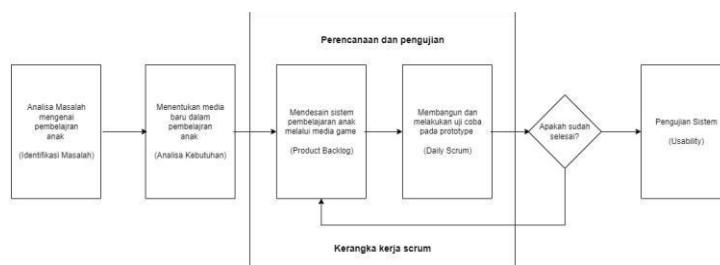 Perencanaan dan pengujian
Analisa Masalah
mengenai
pembelajran
anak
(Identifikasi Masalah)
Menentukan media
baru dalam
pembelajran
anak
(Analisa Kebutuhan)
Mendesain sistem
pembelajaran anak
melalui media game
(Product Backlog)
Membangun dan
melakukan uji coba
pada prototype
(Daily Scrum)
Apakah sudah
selesai?
Pengujian Sistem
(Usability)
Kerangka kerja scrum